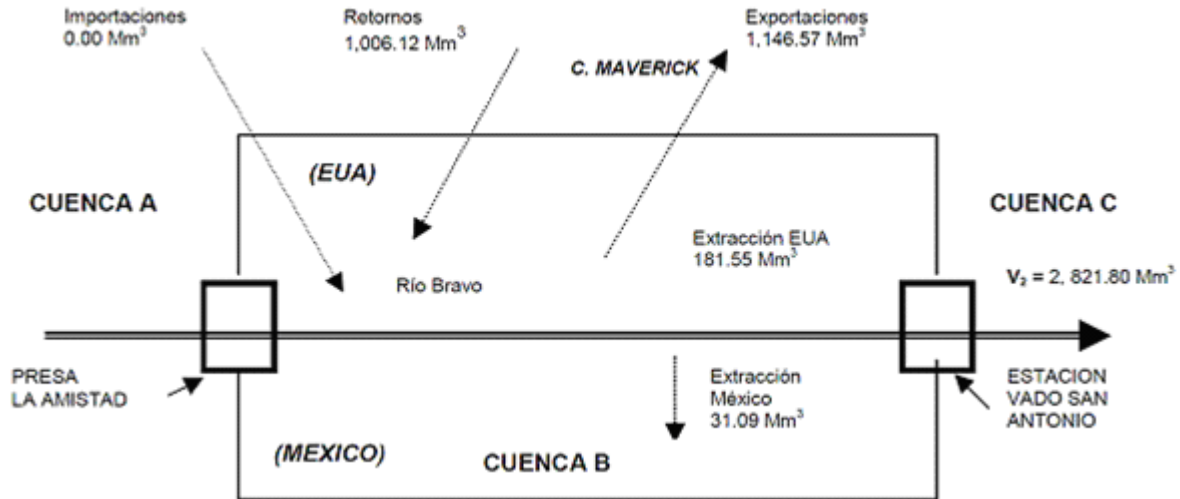 Importaciones
0.00 Mm³
Retornos
1,006.12 Mm³
Exportaciones
1,146.57 Mm³
C. MAVERICK
(EUA)
CUENCA A
CUENCA C
Extracción EUA
181.55 Mm³
Río Bravo
V₂ = 2, 821.80 Mm³
PRESA
LA AMISTAD
Extracción
México
31.09 Mm³
ESTACION
VADO SAN
ANTONIO
(MEXICO)
CUENCA B